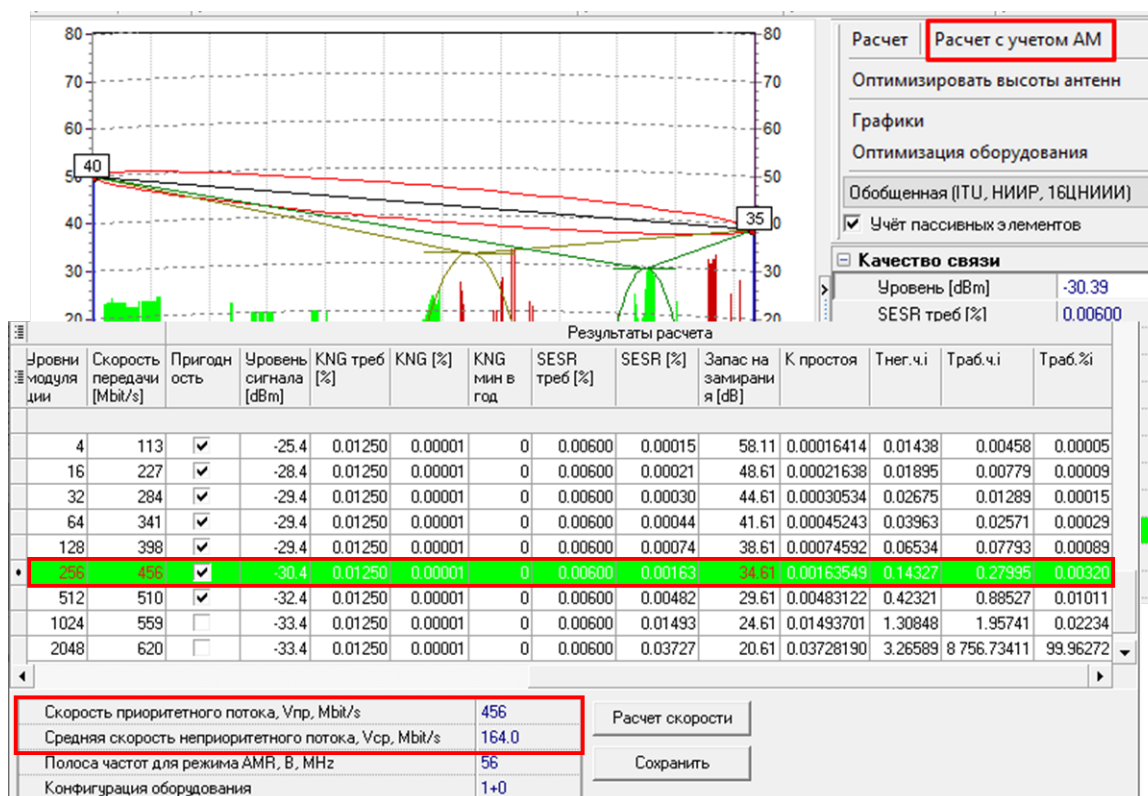 80
80
Расчет
Расчет с учетом АМ
70
70
Оптимизировать высоты антенн
60
60
Графики
Оптимизация оборудования
40
50
50
Обобщенная (ITU, НИИР, 16ЦНИИИ)
35
40
40
Учёт пассивных элементов
Качество связи
30
30
Уровень [dBm] -30.39
20
20
SESR треб [%] 0.00600
Результаты расчета
Уровни модуля ции
Скорость передачи [Mbit/s]
Пригодн ость
Уровень сигнала [dBm]
KNG треб [%]
KNG [%]
KNG мин в год
SESR треб [%]
SESR [%]
Запас на замирани я [dB]
К простоя
Тнег.ч.i
Траб.ч.i
Траб.%i
4 113 -25.4 0.01250 0.00001 0 0.00600 0.00015 58.11 0.00016414 0.01438 0.00458 0.00005
16 227 -28.4 0.01250 0.00001 0 0.00600 0.00021 48.61 0.00021638 0.01895 0.00779 0.00009
32 284 -29.4 0.01250 0.00001 0 0.00600 0.00030 44.61 0.00030534 0.02675 0.01289 0.00015
64 341 -29.4 0.01250 0.00001 0 0.00600 0.00044 41.61 0.00045243 0.03963 0.02571 0.00029
128 398 -29.4 0.01250 0.00001 0 0.00600 0.00074 38.61 0.00074592 0.06534 0.07793 0.00089
256 456 -30.4 0.01250 0.00001 0 0.00600 0.00163 34.61 0.00163549 0.14327 0.27995 0.00320
512 510 -32.4 0.01250 0.00001 0 0.00600 0.00482 29.61 0.00483122 0.42321 0.88527 0.01011
1024 559 -33.4 0.01250 0.00001 0 0.00600 0.01493 24.61 0.01493701 1.30848 1.95741 0.02234
2048 620 -33.4 0.01250 0.00001 0 0.00600 0.03727 20.61 0.03728190 3.26589 8 756.73411 99.96272
Скорость приоритетного потока, Vпр, Mbit/s 456
Расчет скорости
Средняя скорость неприоритетного потока, Vср, Mbit/s 164.0
Полоса частот для режима AMR, B, MHz 56
Сохранить
Конфигурация оборудования 1+0